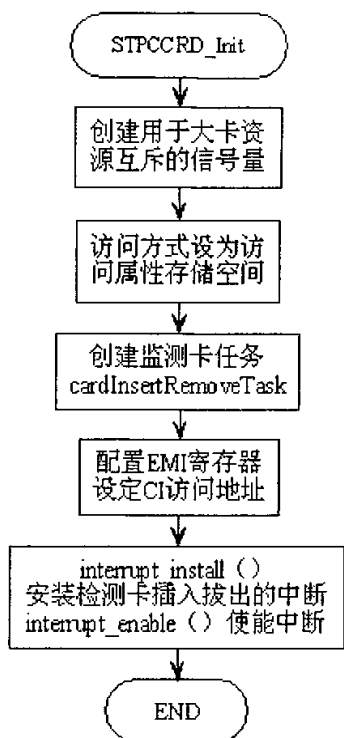 STPCCRD_Init
创建用于大卡资
源互斥的信号量
访问方式设为访
问属性存储空间
创建监测卡任务
cardInsertRemoveTask
配置EMI寄存器
设定CI访问地址
interrupt_install（）
安装检测卡插入拔出的中断
interrupt_enable（）使能中断
END